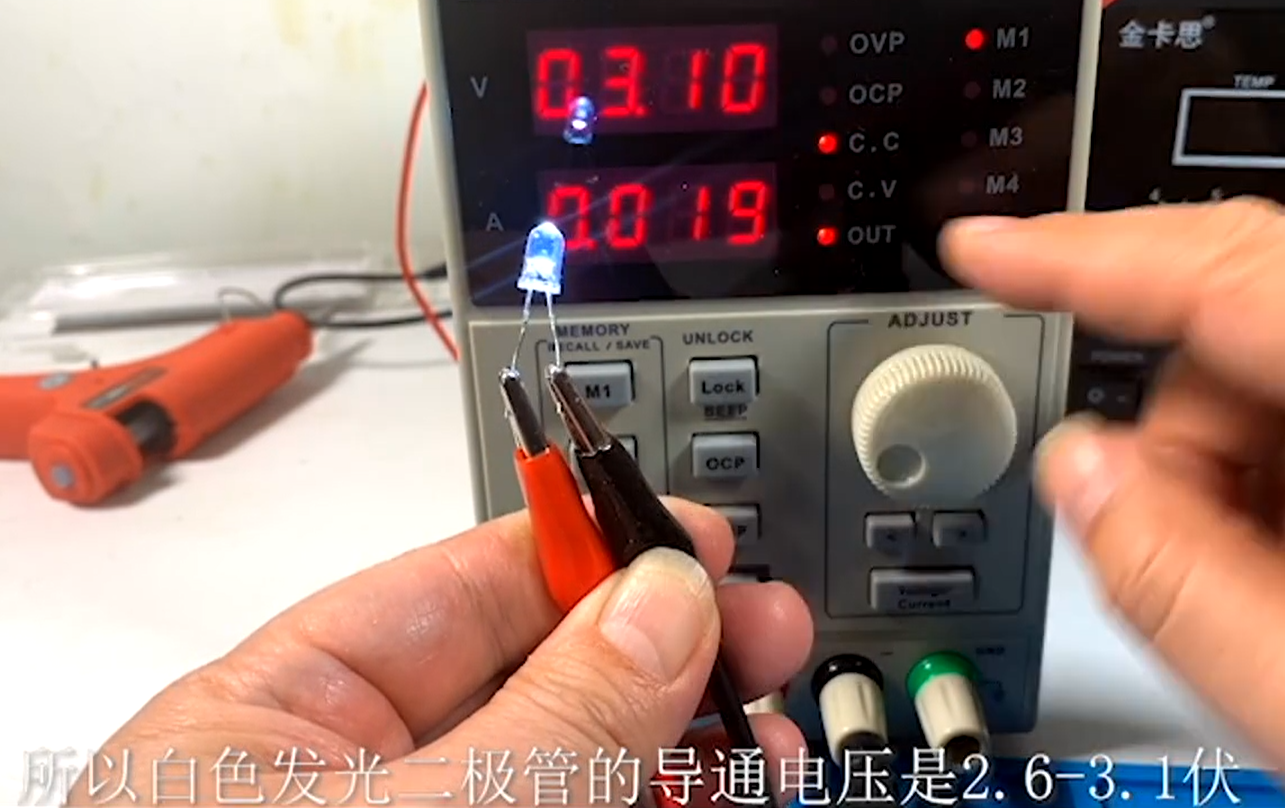 V
03.10
OVP
M1
金卡思®
TEMP
OCP
M2
C.C
M3
A
0.019
C.V
M4
OUT
MEMORY
RECALL / SAVE
UNLOCK
ADJUST
M1
Lock
BEEP
OCP
<
>
Voltage
Current
GND
所以白色发光二极管的导通电压是2.6-3.1伏